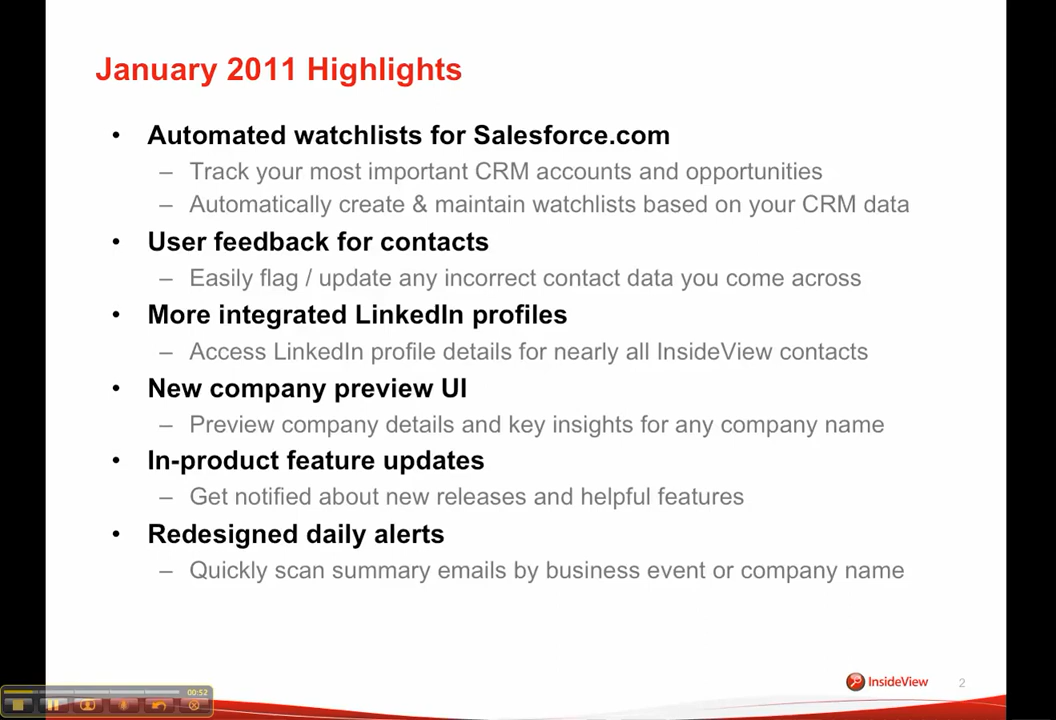 January 2011 Highlights
• Automated watchlists for Salesforce.com
– Track your most important CRM accounts and opportunities
– Automatically create & maintain watchlists based on your CRM data
• User feedback for contacts
– Easily flag / update any incorrect contact data you come across
• More integrated LinkedIn profiles
– Access LinkedIn profile details for nearly all InsideView contacts
• New company preview UI
– Preview company details and key insights for any company name
• In-product feature updates
– Get notified about new releases and helpful features
• Redesigned daily alerts
– Quickly scan summary emails by business event or company name
InsideView 2
00:52